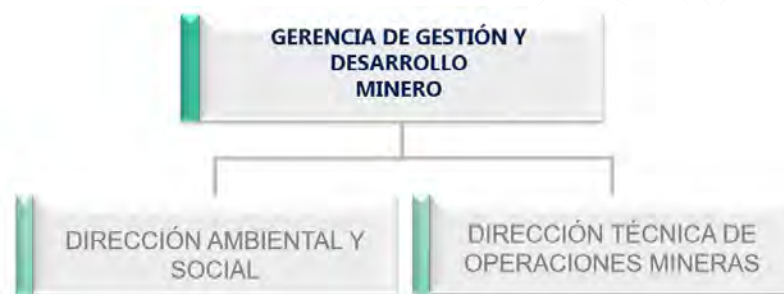 GERENCIA DE GESTIÓN Y
DESARROLLO
MINERO
DIRECCIÓN AMBIENTAL Y
SOCIAL
DIRECCIÓN TÉCNICA DE
OPERACIONES MINERAS